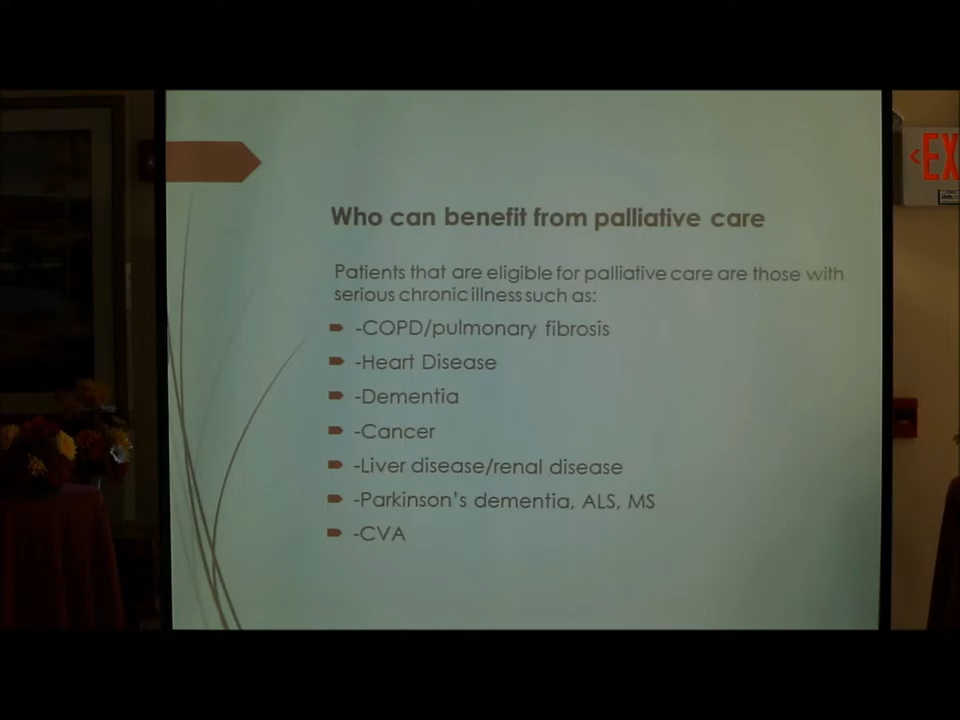 Who can benefit from palliative care
Patients that are eligible for palliative care are those with
serious chronic illness such as:
-COPD/pulmonary fibrosis
-Heart Disease
-Dementia
-Cancer
-Liver disease/renal disease
-Parkinson's dementia, ALS, MS
-CVA
<EX